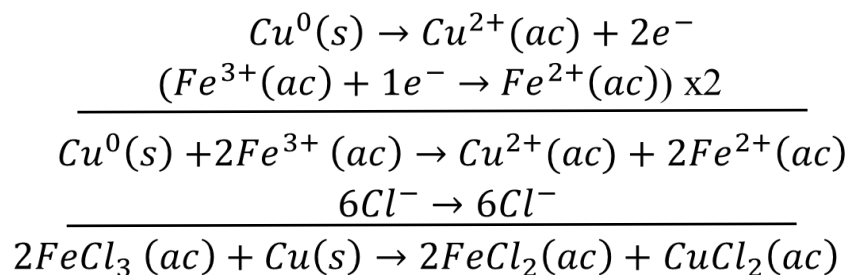 Cu⁰(s) → Cu²⁺(ac) + 2e⁻
(Fe³⁺(ac) + 1e⁻ → Fe²⁺(ac)) x2
Cu⁰(s) +2Fe³⁺ (ac) → Cu²⁺(ac) + 2Fe²⁺(ac)
6Cl⁻ → 6Cl⁻
2FeCl₃ (ac) + Cu(s) → 2FeCl₂(ac) + CuCl₂(ac)